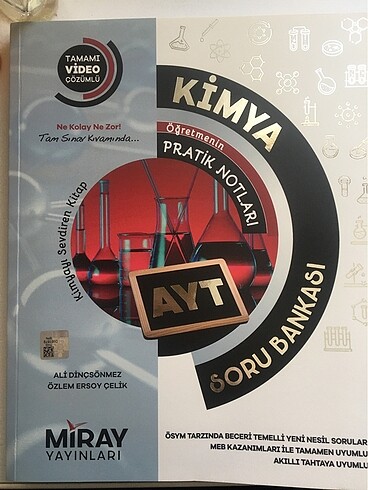 TAMAMI
VİDEO
ÇÖZÜMLÜ
Ne Kolay Ne Zor!
Tam Sınav Kıvamında...
KİMYA
Öğretmenin
PRATİK NOTLARI
Kimyayı Sevdiren Kitap
AYT
SORU BANKASI
ALİ DİNÇSÖNMEZ
ÖZLEM ERSOY ÇELİK
MİRAY
YAYINLARI
ÖSYM TARZINDA BECERİ TEMELLİ YENİ NESİL SORULAR
MEB KAZANIMLARI İLE TAMAMEN UYUMLU
AKILLI TAHTAYA UYUMLU